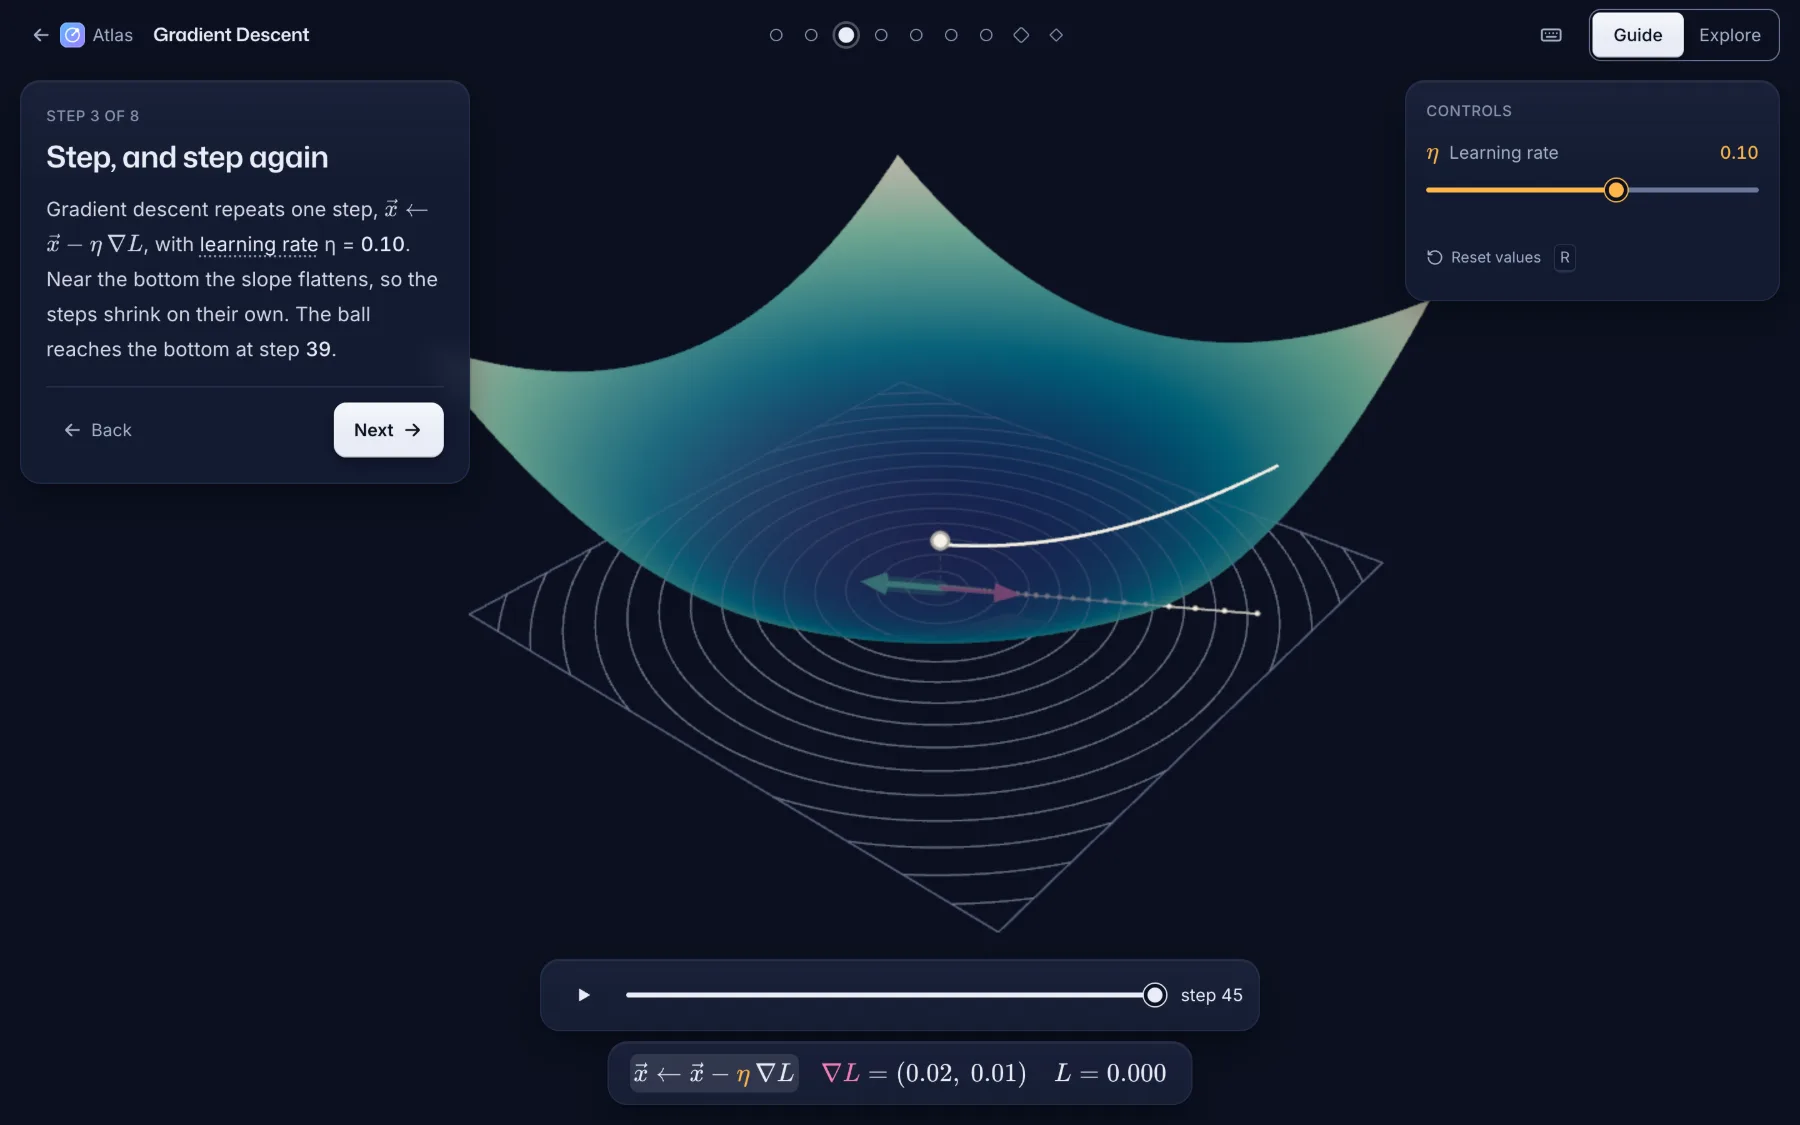 Atlas Gradient Descent
Guide Explore
STEP 3 OF 8
Step, and step again
Gradient descent repeats one step, x⃗ ←
x⃗ − η ∇L, with learning rate η = 0.10.
Near the bottom the slope flattens, so the
steps shrink on their own. The ball
reaches the bottom at step 39.
Back Next
CONTROLS
η Learning rate 0.10
Reset values R
step 45
x⃗ ← x⃗ − η ∇L ∇L = (0.02, 0.01) L = 0.000